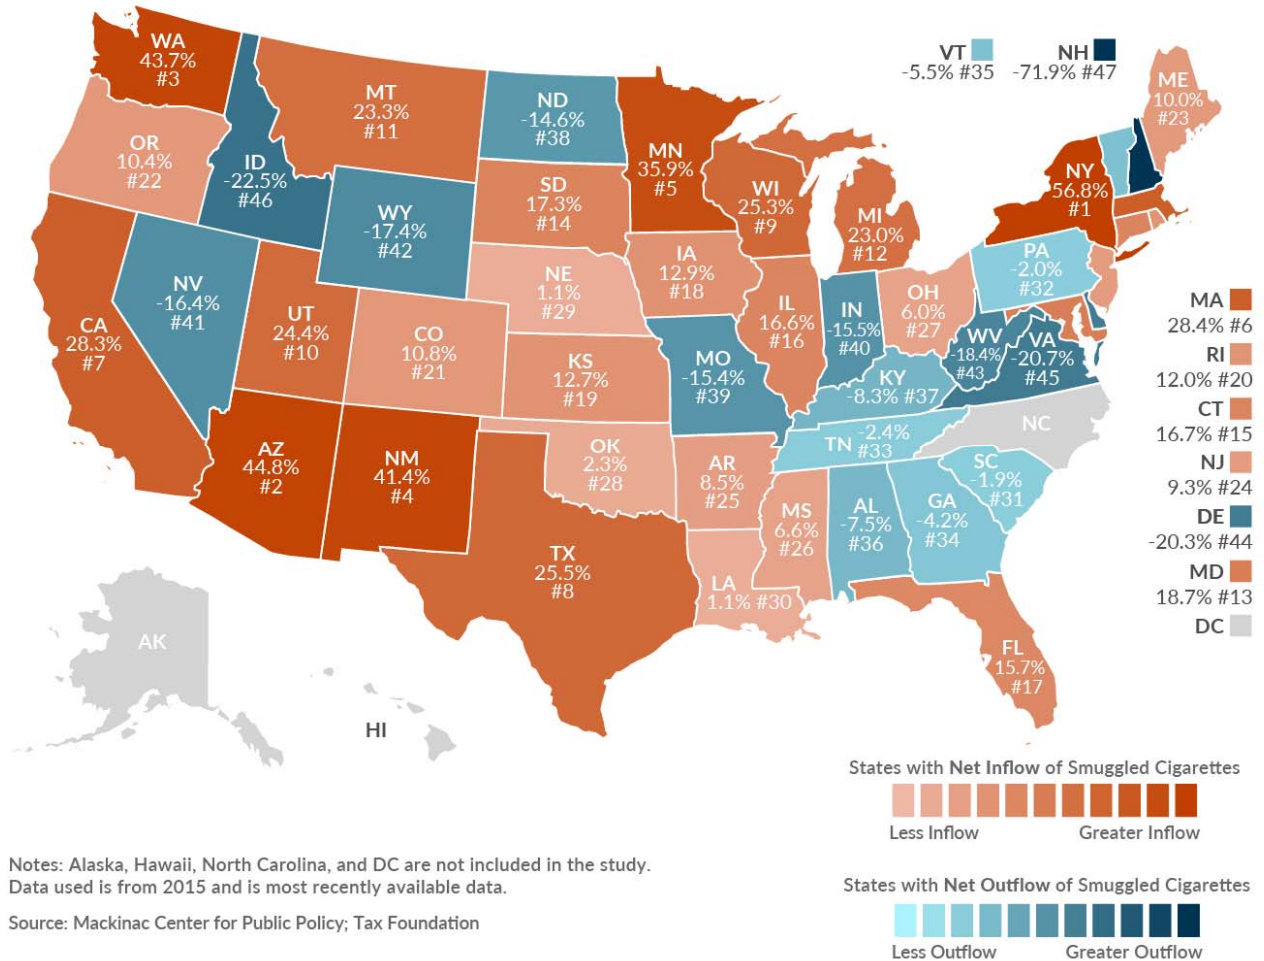 WA
43.7%
#3
MT
23.3%
#11
ND
-14.6%
#38
MN
35.9%
#5
VT
-5.5% #35
NH
-71.9% #47
ME
10.0%
#23
OR
10.4%
#22
ID
-22.5%
#46
SD
17.3%
#14
WI
25.3%
#9
MI
23.0%
#12
NY
56.8%
#1
WY
-17.4%
#42
NV
-16.4%
#41
UT
24.4%
#10
CO
10.8%
#21
NE
1.1%
#29
IA
12.9%
#18
IL
16.6%
#16
IN
-15.5%
#40
OH
6.0%
#27
PA
-2.0%
#32
CA
28.3%
#7
KS
12.7%
#19
MO
-15.4%
#39
KY
-8.3% #37
WV
-18.4%
#43
VA
-20.7%
#45
MA
28.4% #6
RI
12.0% #20
CT
16.7% #15
NJ
9.3% #24
DE
-20.3% #44
MD
18.7% #13
DC
AZ
44.8%
#2
NM
41.4%
#4
OK
2.3%
#28
AR
8.5%
#25
TN
-2.4%
#33
NC
SC
-1.9%
#31
MS
6.6%
#26
AL
-7.5%
#36
GA
-4.2%
#34
TX
25.5%
#8
LA
1.1% #30
FL
15.7%
#17
AK
HI
States with Net Inflow of Smuggled Cigarettes
Less Inflow
Greater Inflow
States with Net Outflow of Smuggled Cigarettes
Less Outflow
Greater Outflow
Notes: Alaska, Hawaii, North Carolina, and DC are not included in the study.
Data used is from 2015 and is most recently available data.
Source: Mackinac Center for Public Policy; Tax Foundation